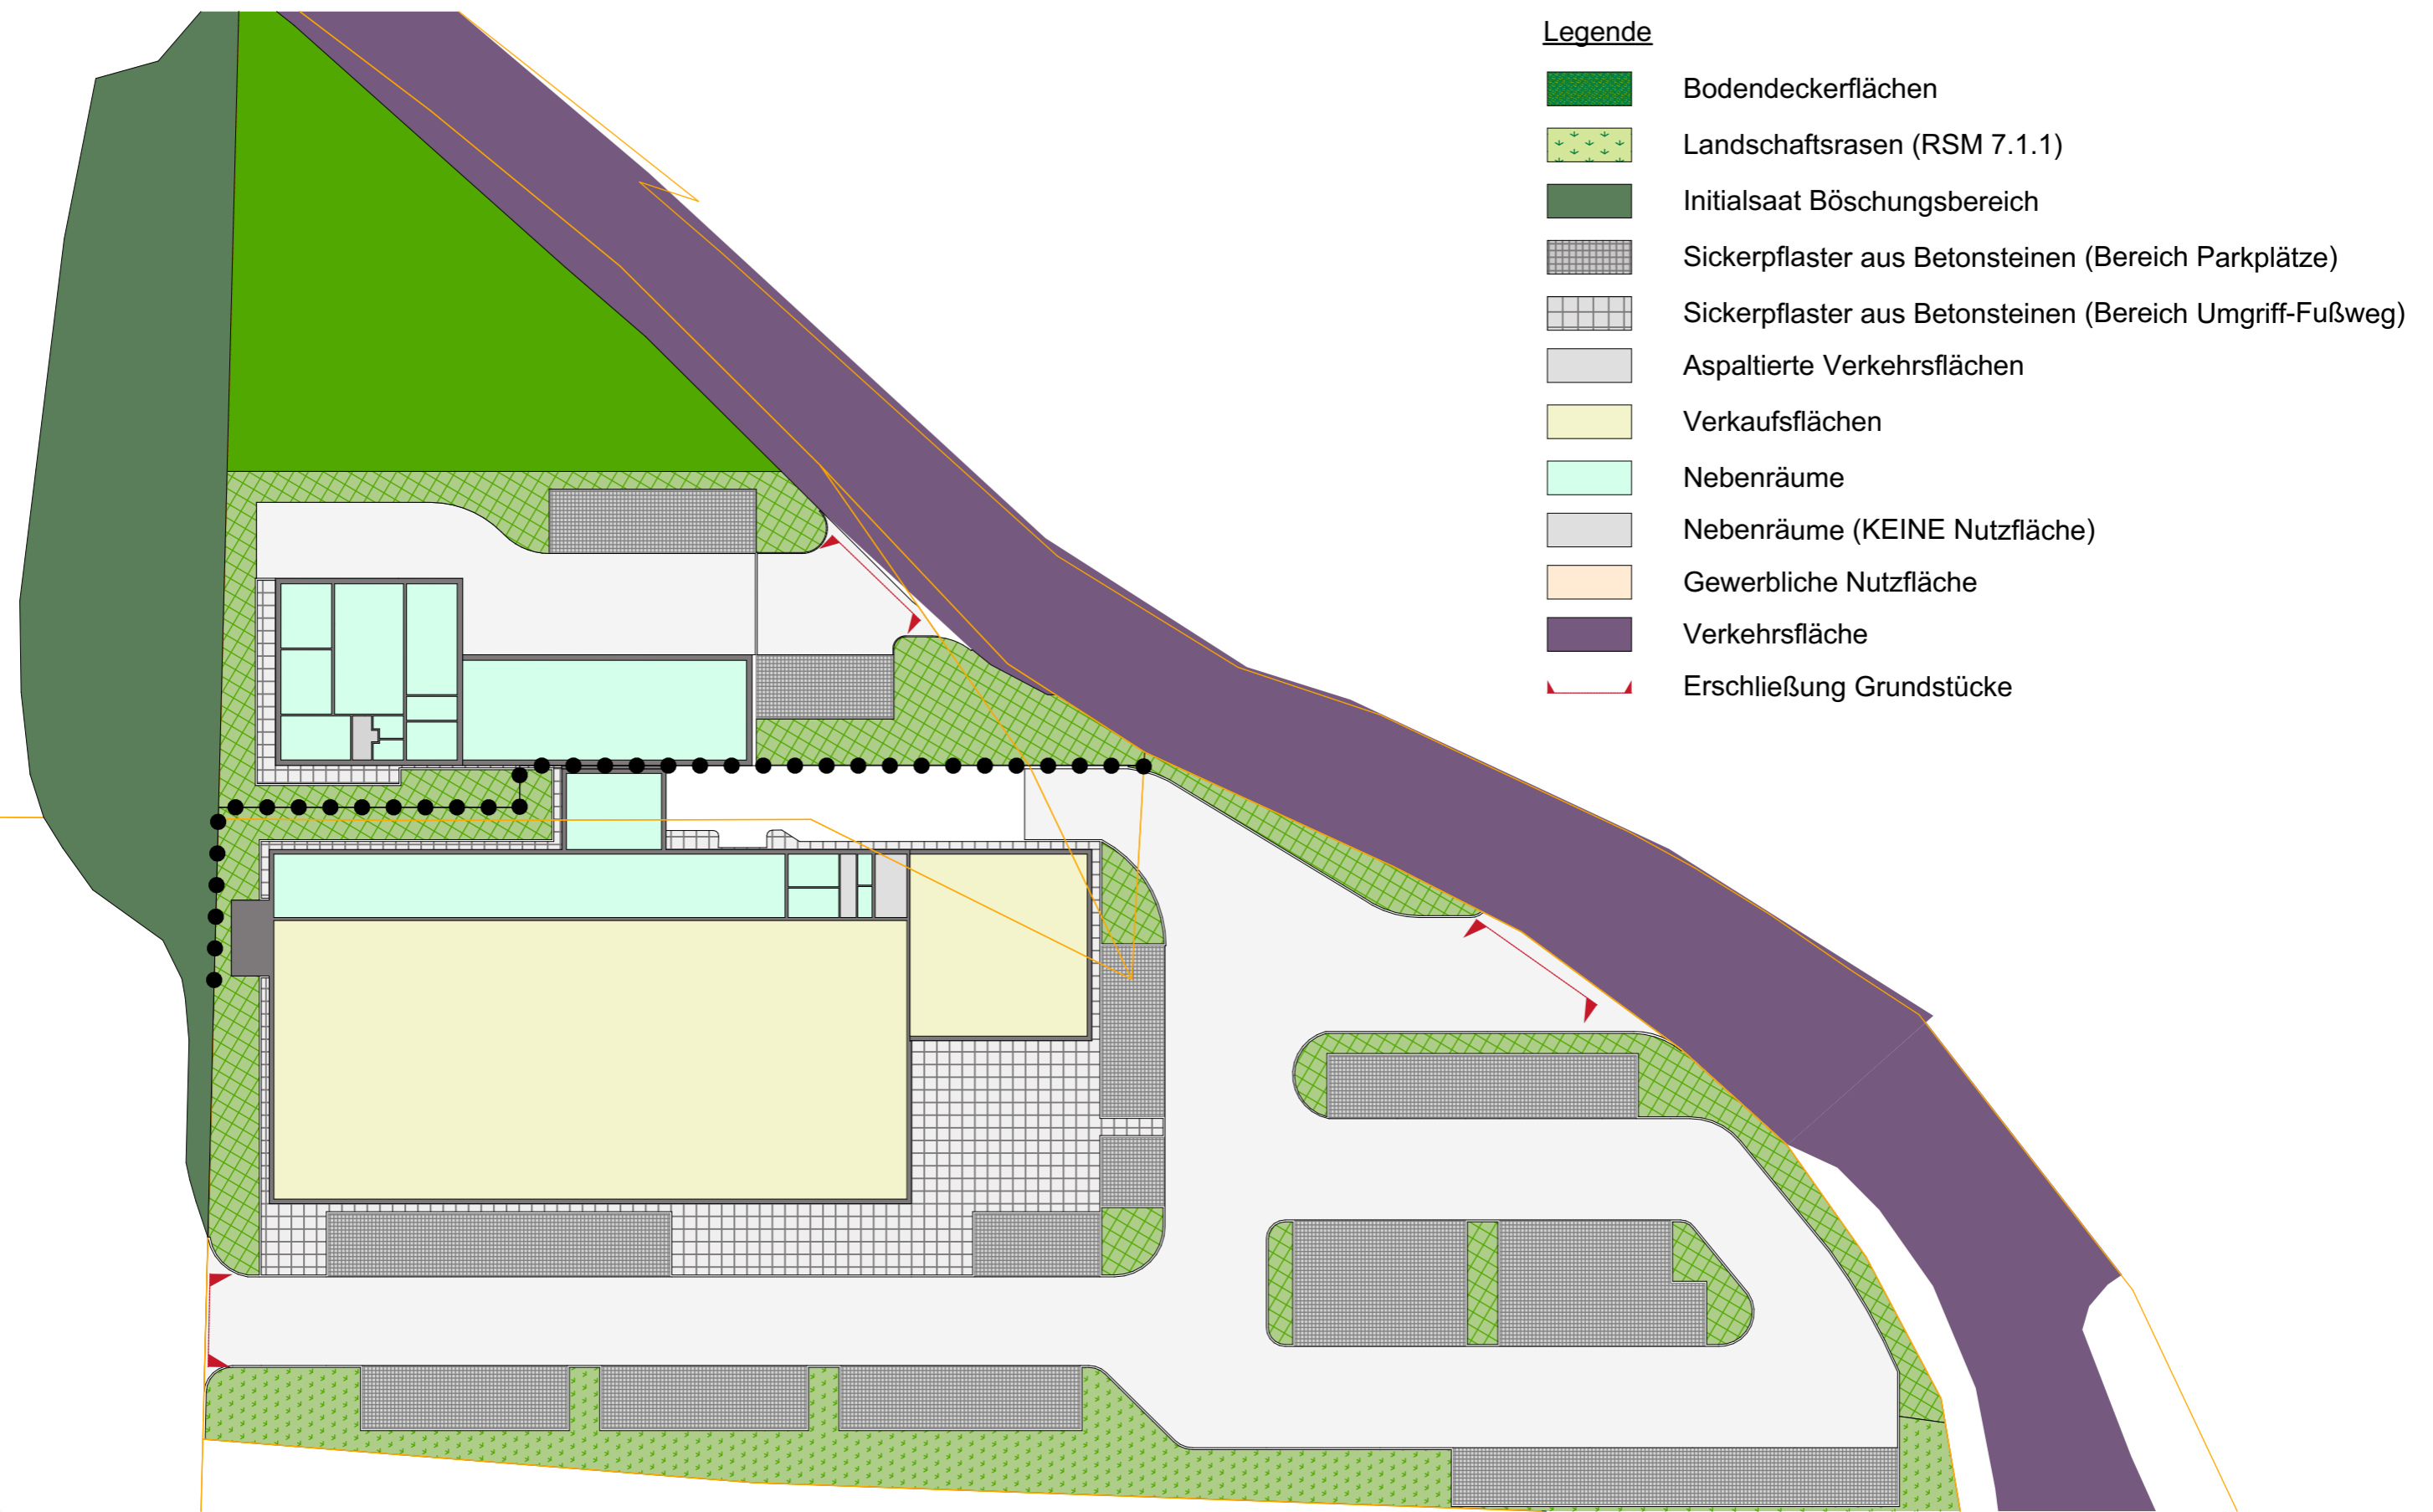 Legende
Bodendeckerflächen
Landschaftsrasen (RSM 7.1.1)
Initialsaat Böschungsbereich
Sickerpflaster aus Betonsteinen (Bereich Parkplätze)
Sickerpflaster aus Betonsteinen (Bereich Umgriff-Fußweg)
Aspaltierte Verkehrsflächen
Verkaufsflächen
Nebenräume
Nebenräume (KEINE Nutzfläche)
Gewerbliche Nutzfläche
Verkehrsfläche
Erschließung Grundstücke